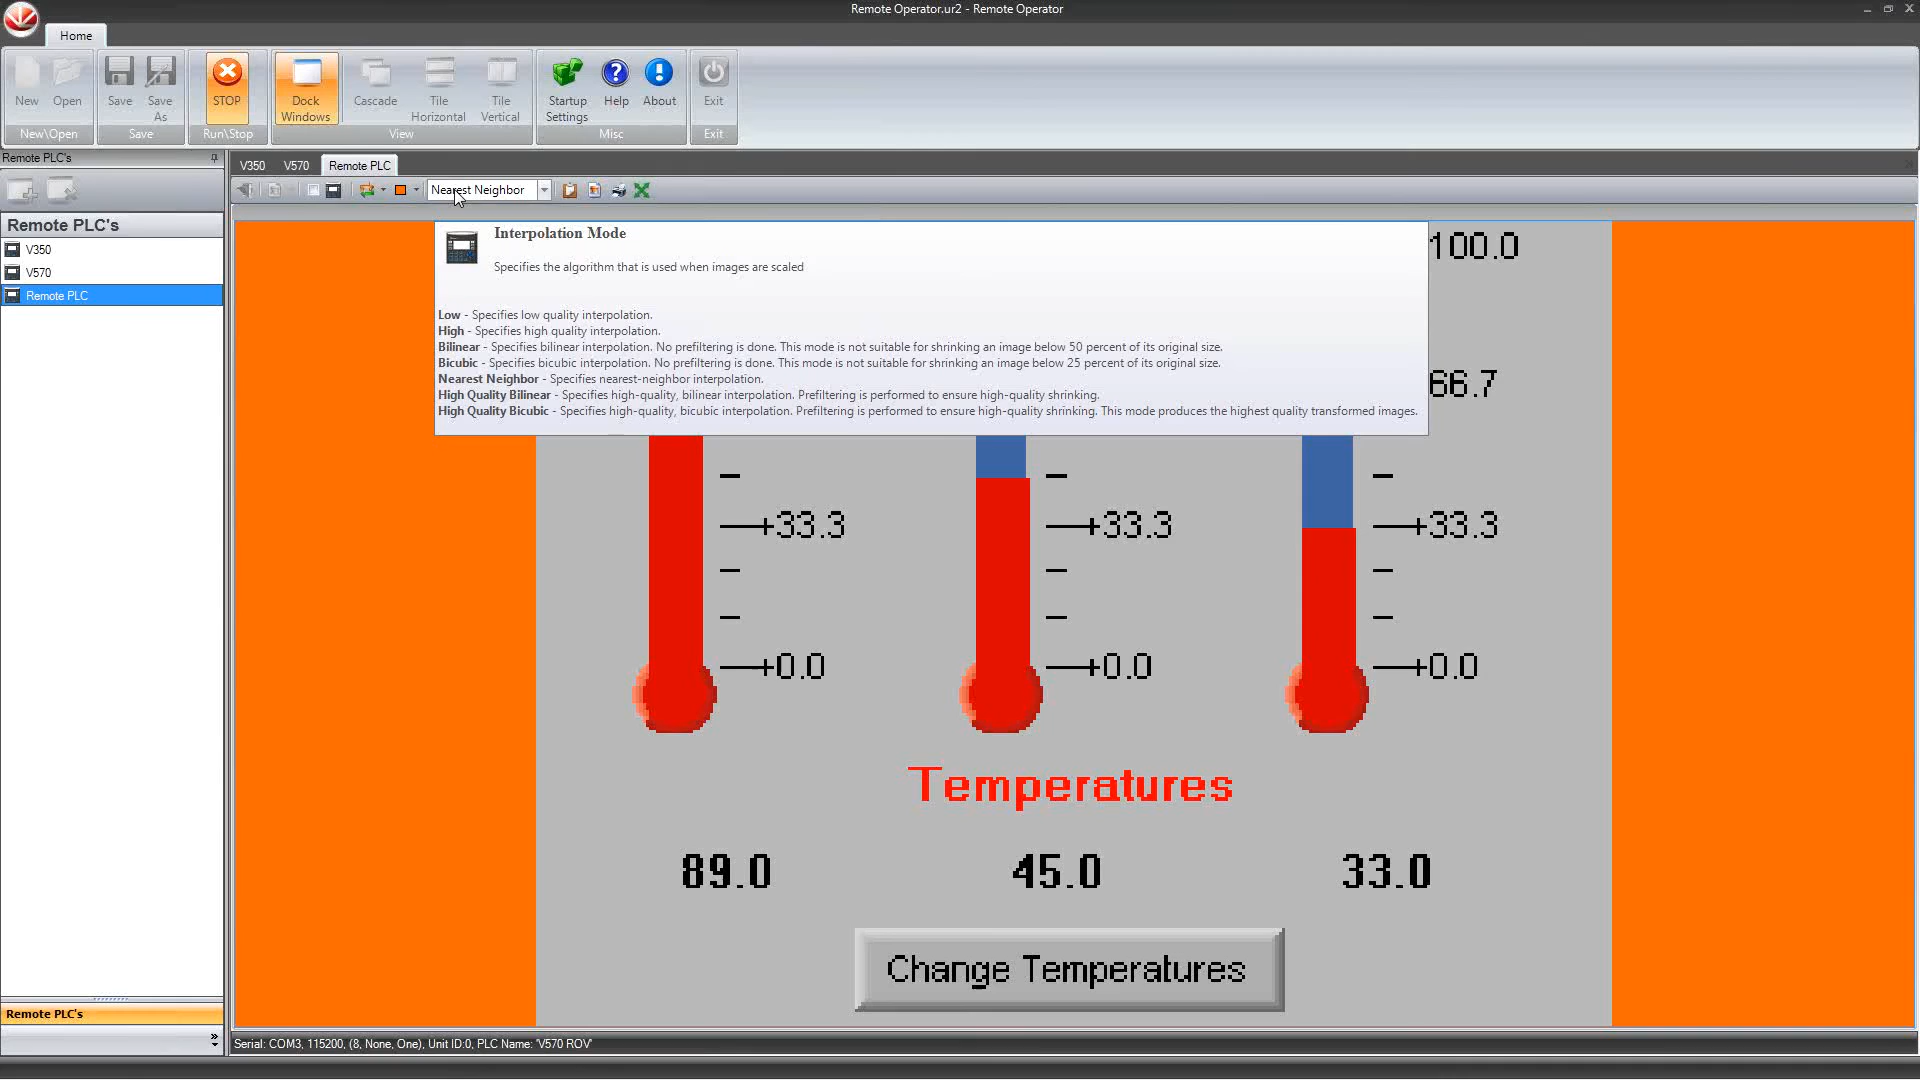 Remote Operator.ur2 - Remote Operator
Home
New
Open
Save
Save As
STOP
Dock Windows
Cascade
Tile Horizontal
Tile Vertical
Startup Settings
Help
About
Exit
New\Open
Save
Run\Stop
View
Misc
Exit
Remote PLC's
V350
V570
Remote PLC
Nearest Neighbor
Remote PLC's
V350
V570
Remote PLC
Interpolation Mode
Specifies the algorithm that is used when images are scaled
Low - Specifies low quality interpolation.
High - Specifies high quality interpolation.
Bilinear - Specifies bilinear interpolation. No prefiltering is done. This mode is not suitable for shrinking an image below 50 percent of its original size.
Bicubic - Specifies bicubic interpolation. No prefiltering is done. This mode is not suitable for shrinking an image below 25 percent of its original size.
Nearest Neighbor - Specifies nearest-neighbor interpolation.
High Quality Bilinear - Specifies high-quality, bilinear interpolation. Prefiltering is performed to ensure high-quality shrinking.
High Quality Bicubic - Specifies high-quality, bicubic interpolation. Prefiltering is performed to ensure high-quality shrinking. This mode produces the highest quality transformed images.
100.0
66.7
+33.3
+33.3
+33.3
+0.0
+0.0
+0.0
Temperatures
89.0
45.0
33.0
Change Temperatures
Remote PLC's
Serial: COM3, 115200, (8, None, One), Unit ID:0, PLC Name: 'V570 ROV'